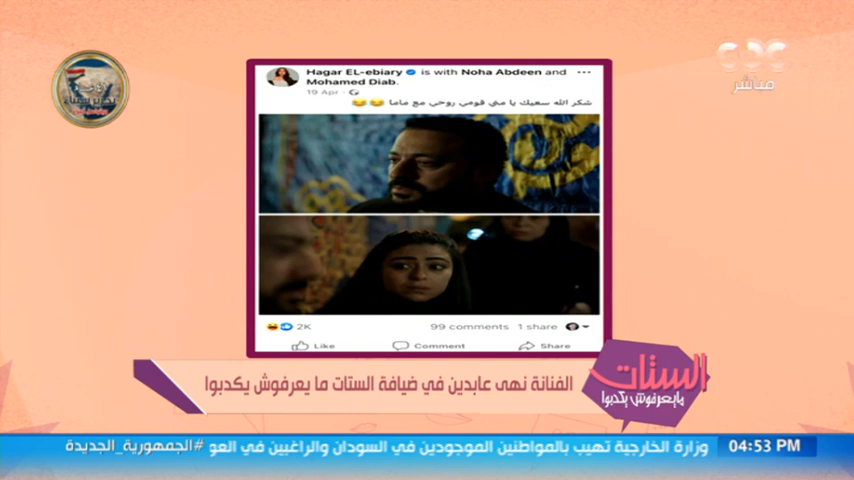 cbc
مباشر
Hagar EL-ebiary is with Noha Abdeen and
Mohamed Diab.
19 Apr ·
شكر الله سعيك يا منى قومي روحي مع ماما 😂😂
2K
99 comments 1 share
Like Comment Share
الفنانة نهى عابدين في ضيافة الستات ما يعرفوش يكدبوا
الستات
مايعرفوش يكدبوا
وزارة الخارجية تهيب بالمواطنين الموجودين في السودان والراغبين في العو
#الجمهورية_الجديدة
04:53 PM